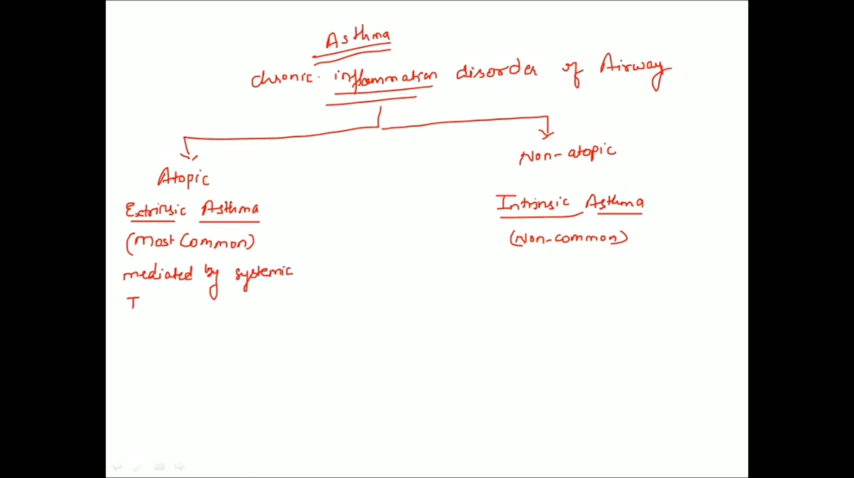 Asthma
chronic. inflammation disorder of Airway
Atopic
Non-atopic
Extrinsic Asthma
Intrinsic Asthma
(Most Common)
(Non-common)
mediated by systemic
I